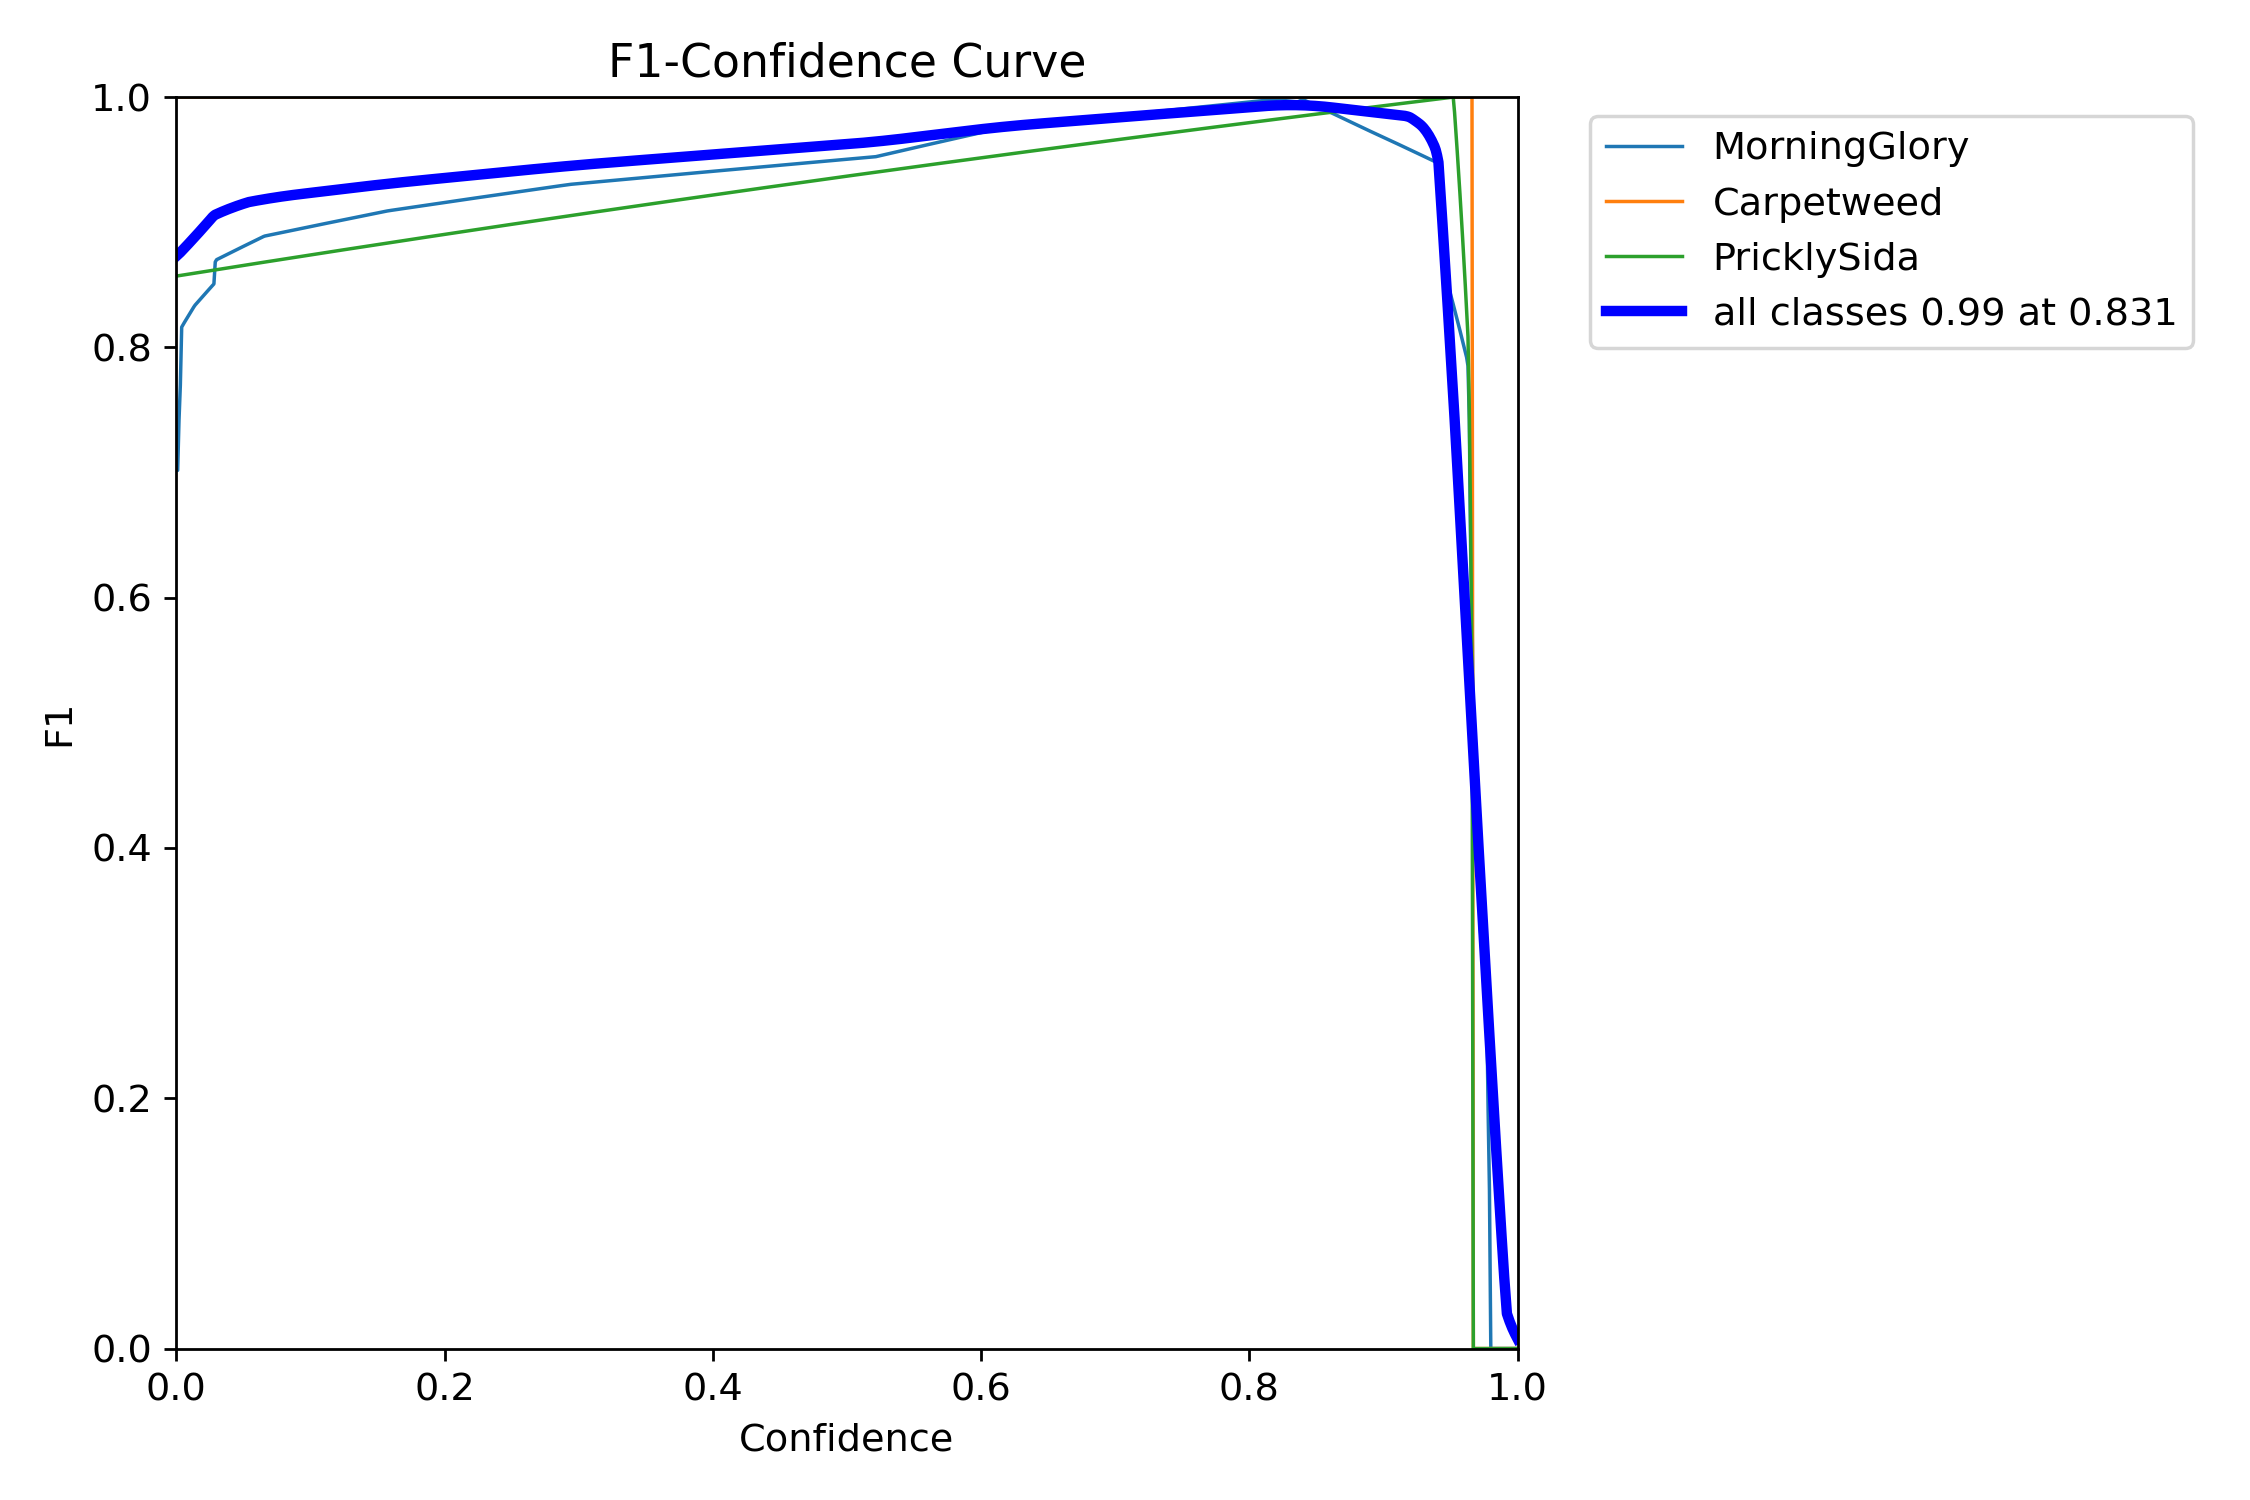 F1-Confidence Curve
1.0
0.8
0.6
0.4
0.2
0.0
F1
0.0 0.2 0.4 0.6 0.8 1.0
Confidence
MorningGlory
Carpetweed
PricklySida
all classes 0.99 at 0.831